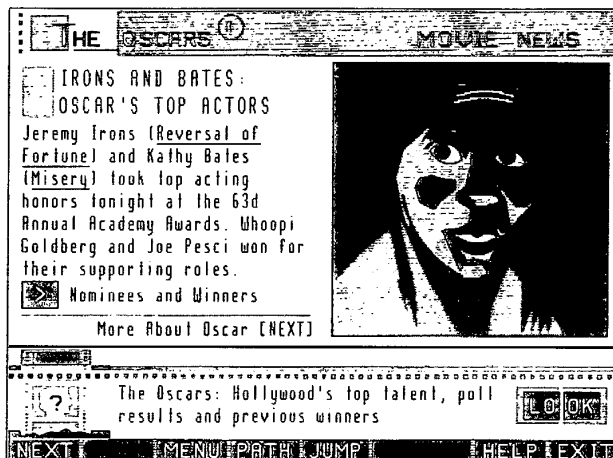 THE OSCARS ®
MOVIE NEWS
IRONS AND BATES:
OSCAR'S TOP ACTORS
Jeremy Irons (Reversal of
Fortune) and Kathy Bates
(Misery) took top acting
honors tonight at the 63d
Annual Academy Awards. Whoopi
Goldberg and Joe Pesci won for
their supporting roles.
> Nominees and Winners
More About Oscar [NEXT]
?
The Oscars: Hollywood's top talent, poll
results and previous winners
LOOK
NEXT MENU PATH JUMP HELP EXIT